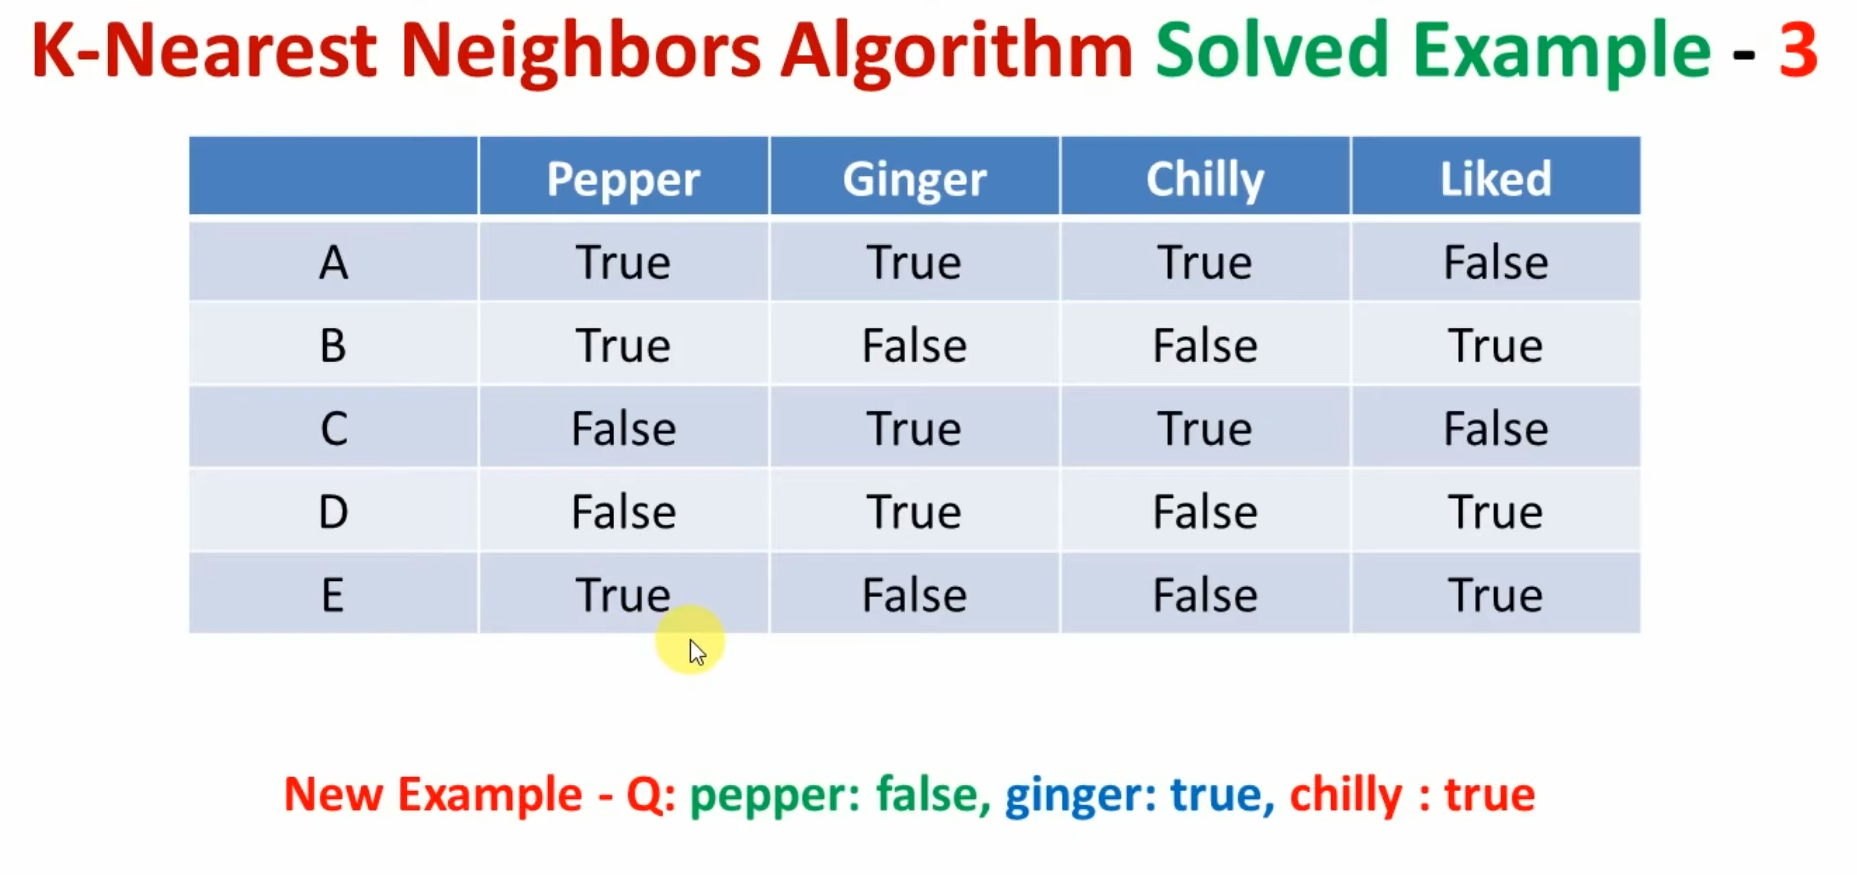 K-Nearest Neighbors Algorithm Solved Example - 3
Pepper Ginger Chilly Liked
A True True True False
B True False False True
C False True True False
D False True False True
E True False False True
New Example - Q: pepper: false, ginger: true, chilly : true